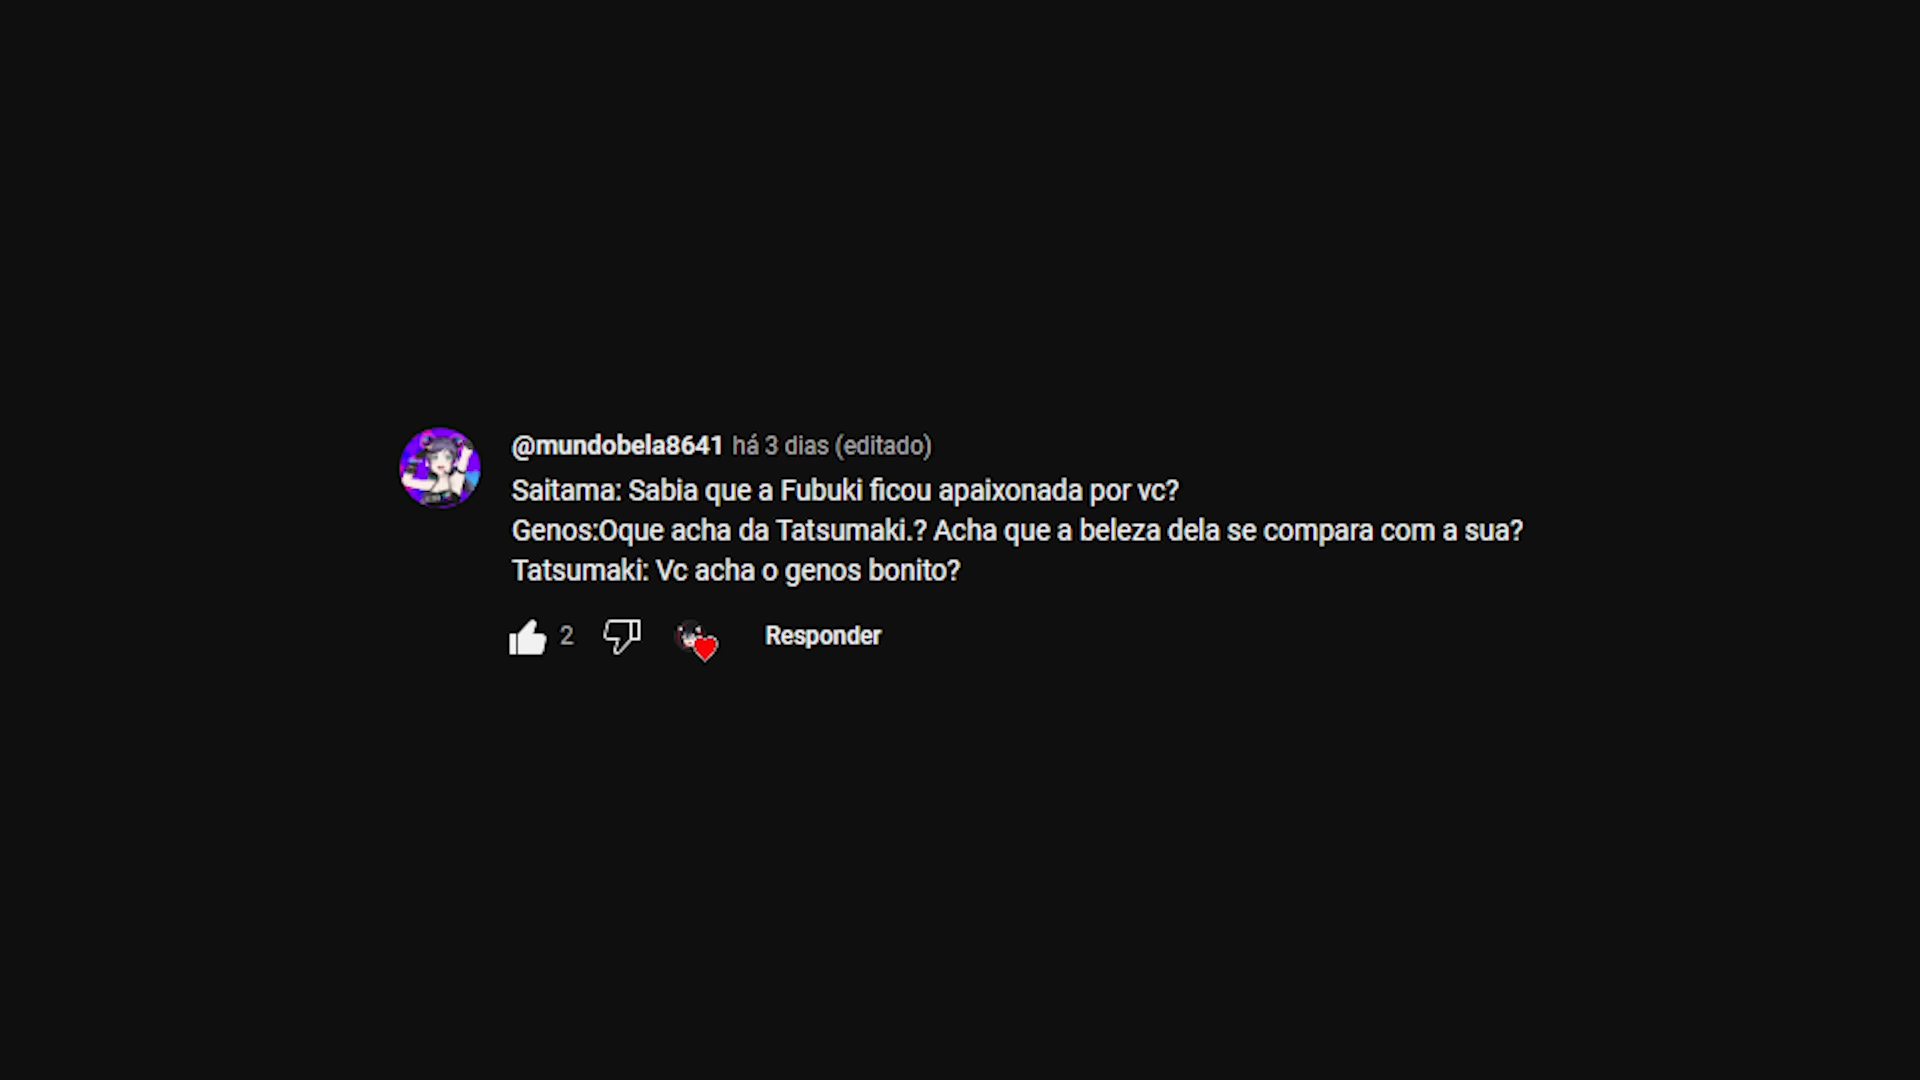 @mundobela8641 há 3 dias (editado)
Saitama: Sabia que a Fubuki ficou apaixonada por vc?
Genos:Oque acha da Tatsumaki.? Acha que a beleza dela se compara com a sua?
Tatsumaki: Vc acha o genos bonito?
2 Responder